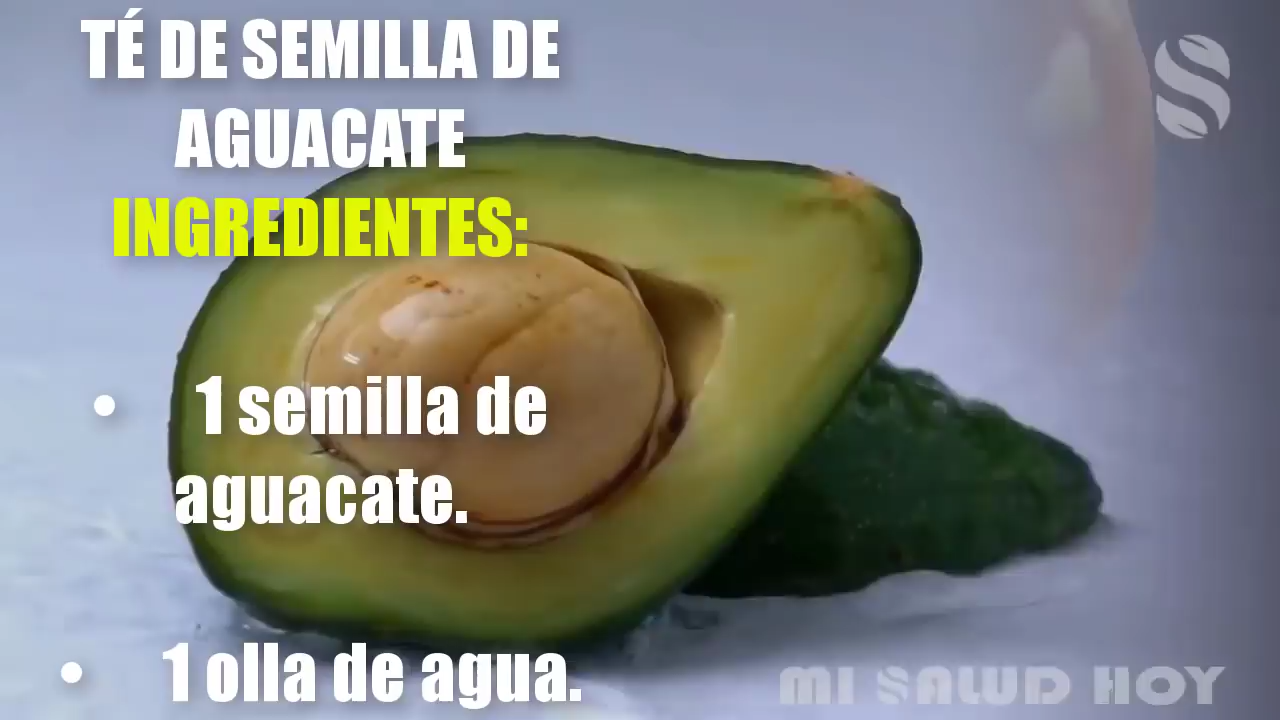 TÉ DE SEMILLA DE
AGUACATE
INGREDIENTES:
• 1 semilla de
aguacate.
• 1 olla de agua.
MI SALUD HOY